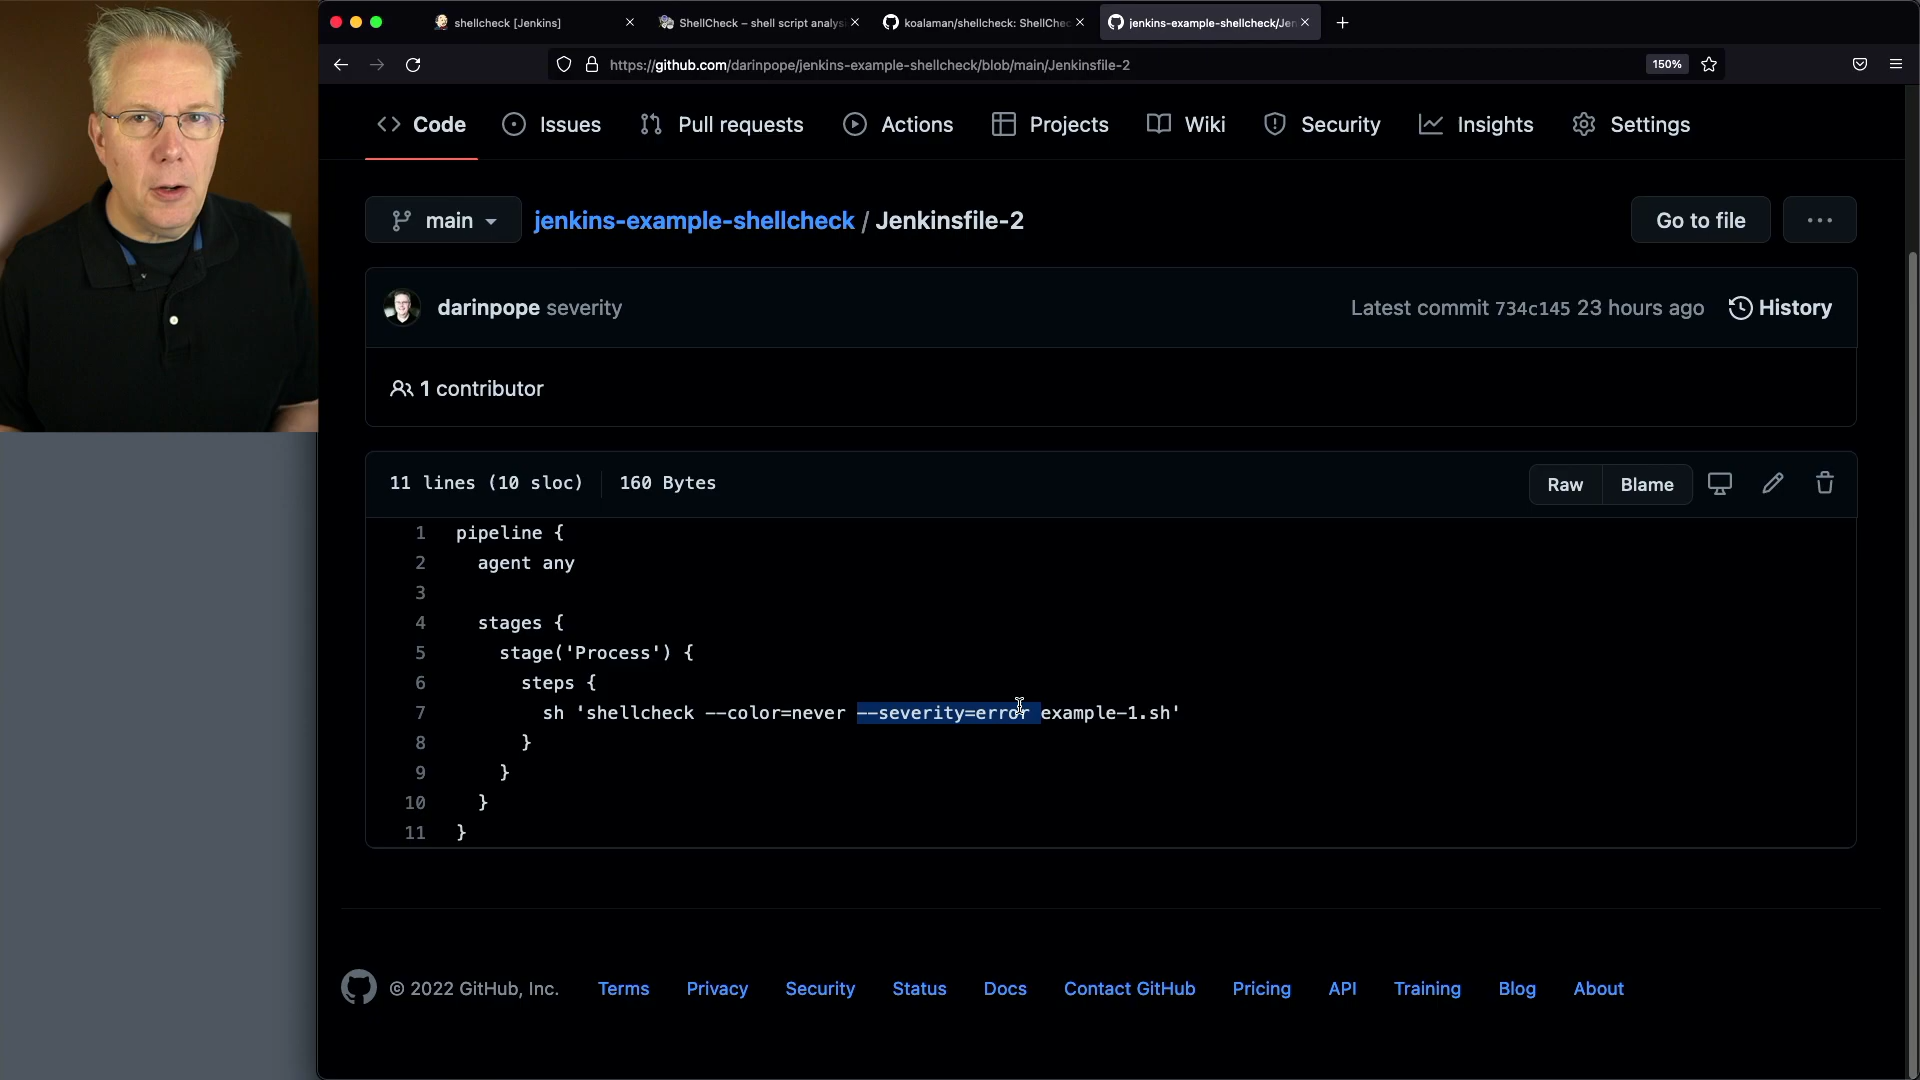 shellcheck [Jenkins]
ShellCheck – shell script analysi
koalaman/shellcheck: ShellChec
jenkins-example-shellcheck/Jen
https://github.com/darinpope/jenkins-example-shellcheck/blob/main/Jenkinsfile-2
150%
Code
Issues
Pull requests
Actions
Projects
Wiki
Security
Insights
Settings
main
jenkins-example-shellcheck / Jenkinsfile-2
Go to file
darinpope severity
Latest commit 734c145 23 hours ago
History
1 contributor
11 lines (10 sloc)
160 Bytes
Raw
Blame
1 pipeline {
2 agent any
3
4 stages {
5 stage('Process') {
6 steps {
7 sh 'shellcheck --color=never --severity=error example-1.sh'
8 }
9 }
10 }
11 }
© 2022 GitHub, Inc.
Terms
Privacy
Security
Status
Docs
Contact GitHub
Pricing
API
Training
Blog
About